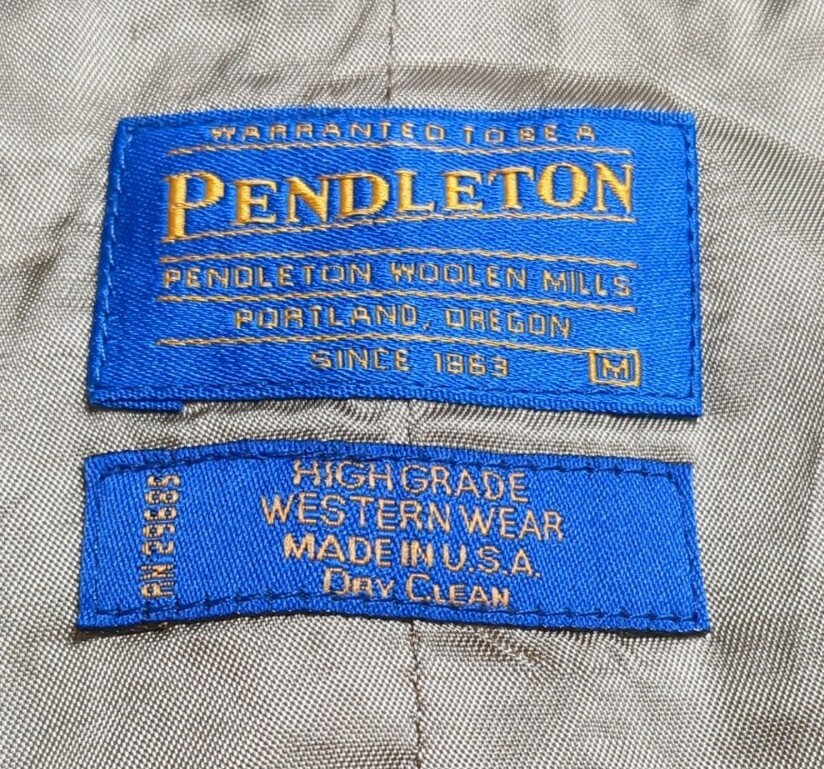 WARRANTED TO BE A
PENDLETON
PENDLETON WOOLEN MILLS
PORTLAND, OREGON
SINCE 1863
M
HIGH GRADE
WESTERN WEAR
MADE IN U.S.A.
DRY CLEAN
RN 29685